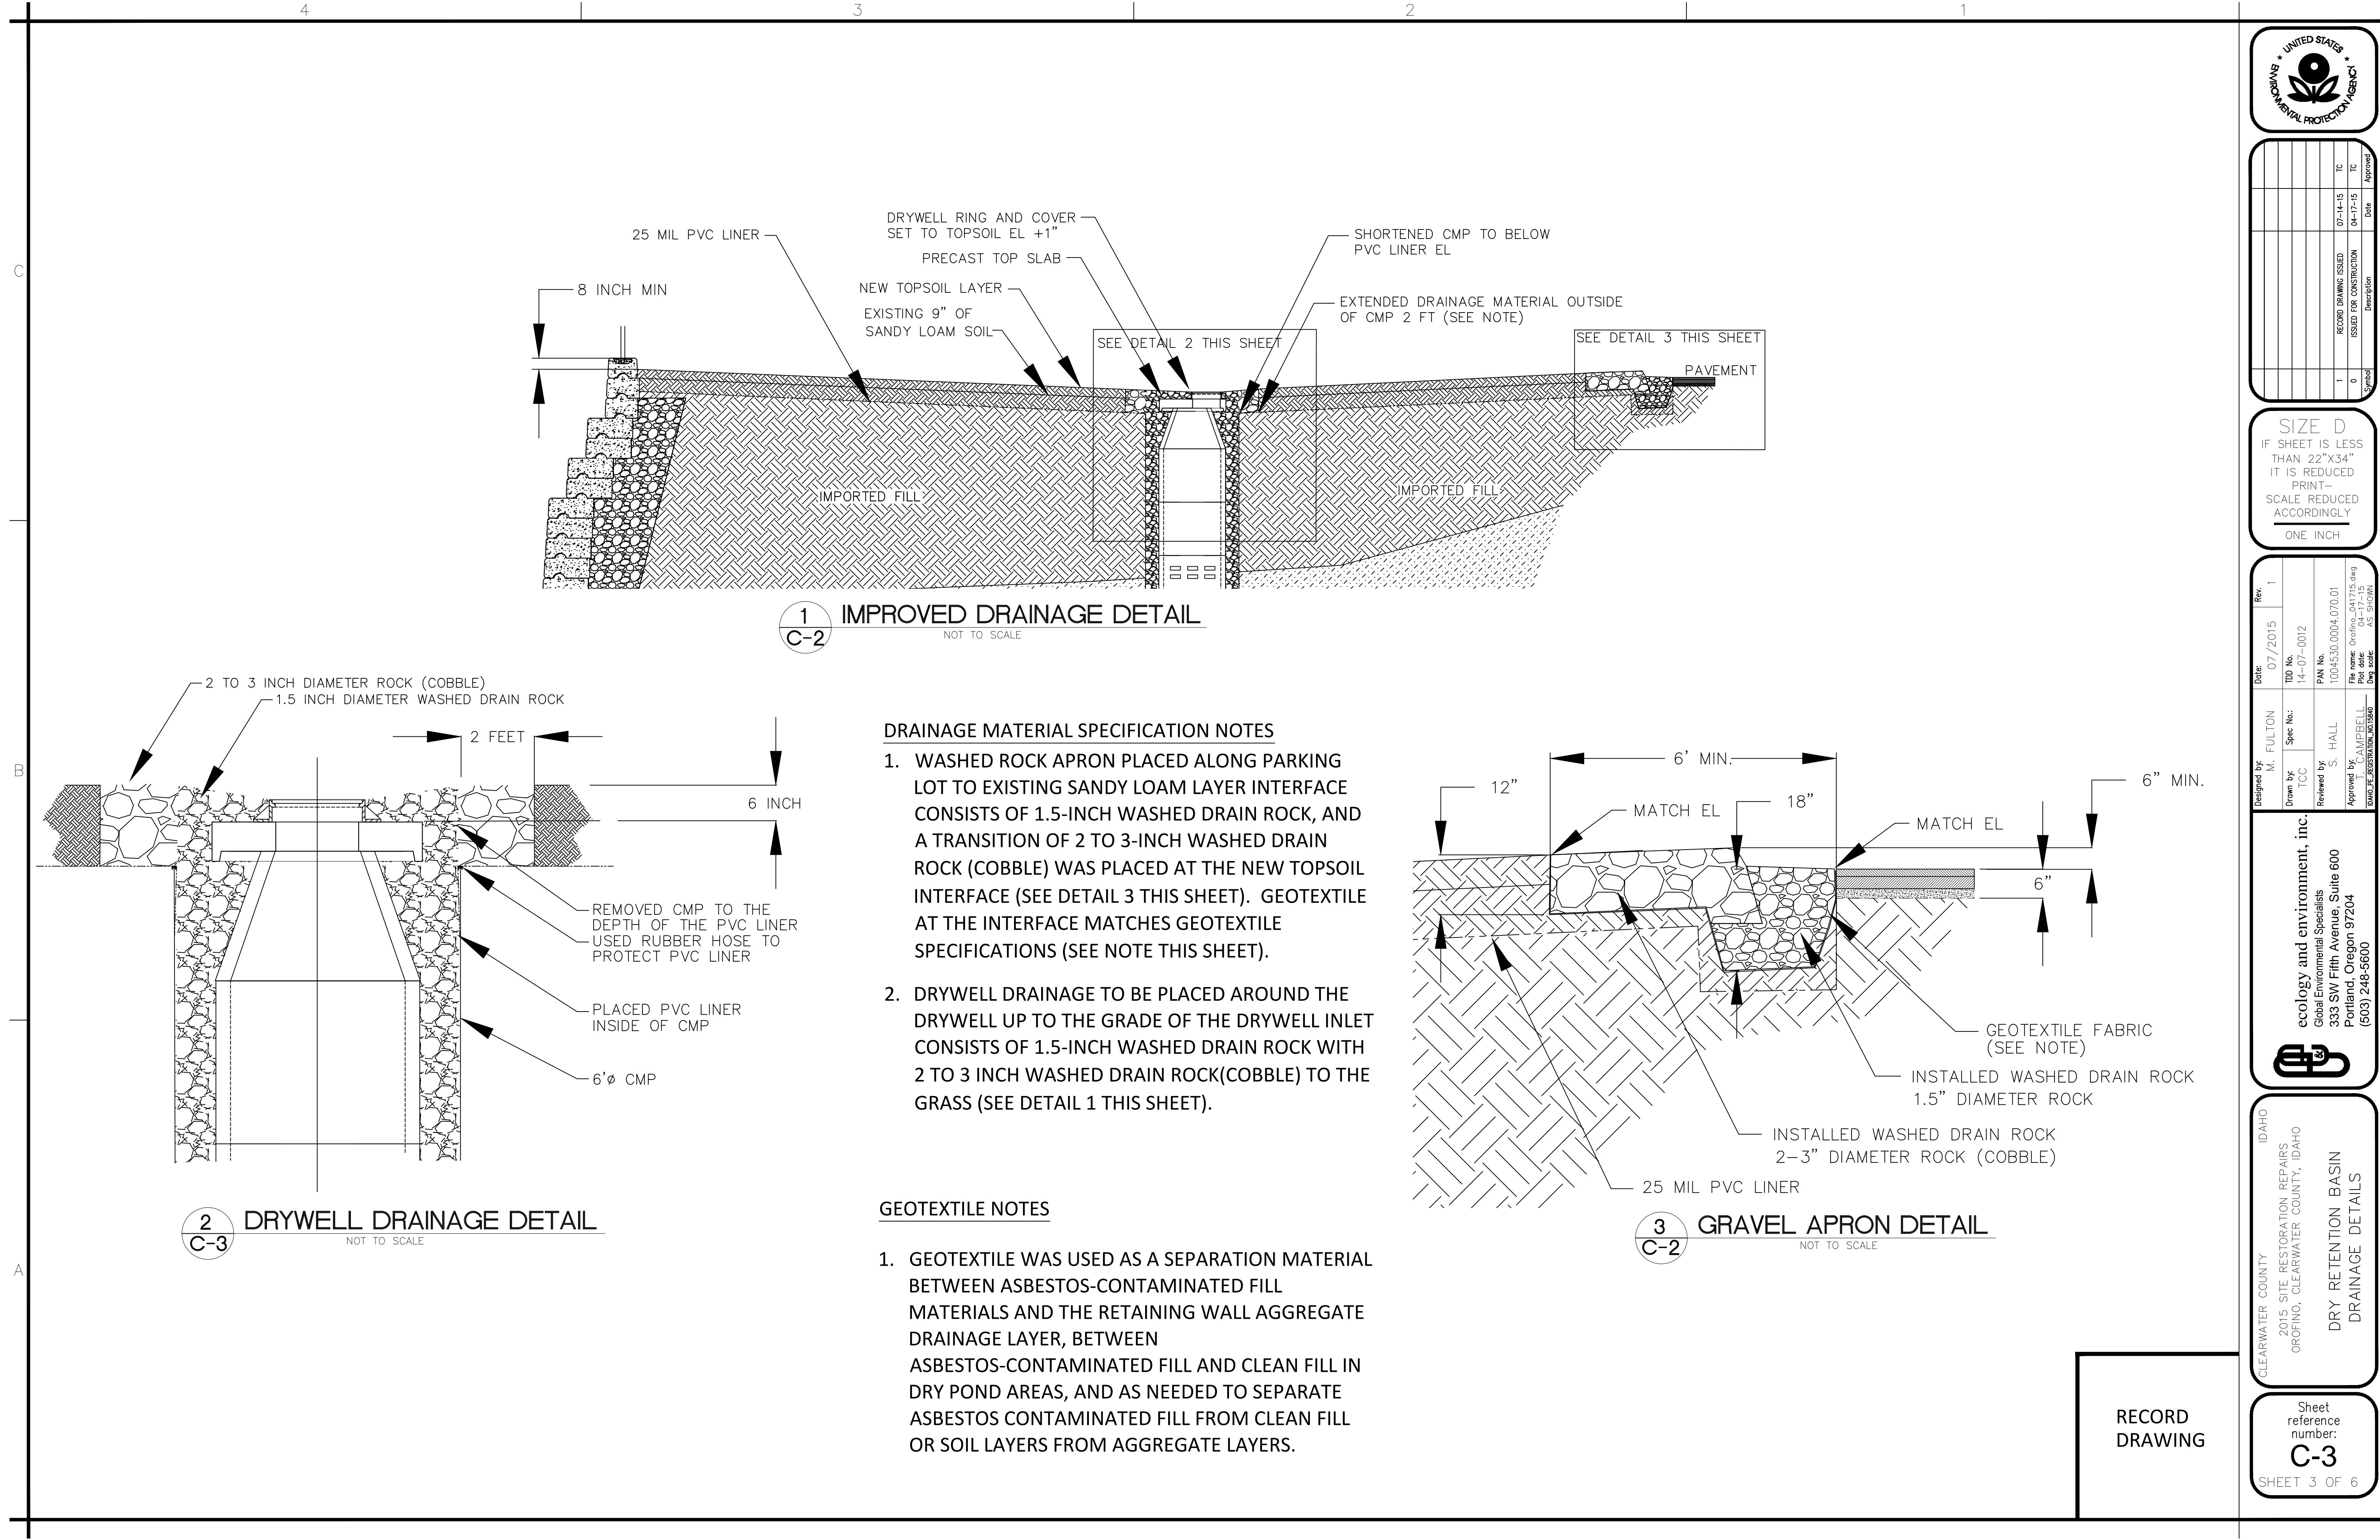 4
3
2
1
C
B
A
25 MIL PVC LINER
DRYWELL RING AND COVER
SET TO TOPSOIL EL +1"
PRECAST TOP SLAB
NEW TOPSOIL LAYER
EXISTING 9" OF
SANDY LOAM SOIL
8 INCH MIN
SHORTENED CMP TO BELOW
PVC LINER EL
EXTENDED DRAINAGE MATERIAL OUTSIDE
OF CMP 2 FT (SEE NOTE)
SEE DETAIL 2 THIS SHEET
SEE DETAIL 3 THIS SHEET
PAVEMENT
IMPORTED FILL
IMPORTED FILL
1
C-2
IMPROVED DRAINAGE DETAIL
NOT TO SCALE
2 TO 3 INCH DIAMETER ROCK (COBBLE)
1.5 INCH DIAMETER WASHED DRAIN ROCK
2 FEET
6 INCH
REMOVED CMP TO THE
DEPTH OF THE PVC LINER
USED RUBBER HOSE TO
PROTECT PVC LINER
PLACED PVC LINER
INSIDE OF CMP
6'ø CMP
2
C-3
DRYWELL DRAINAGE DETAIL
NOT TO SCALE
DRAINAGE MATERIAL SPECIFICATION NOTES
1. WASHED ROCK APRON PLACED ALONG PARKING
LOT TO EXISTING SANDY LOAM LAYER INTERFACE
CONSISTS OF 1.5-INCH WASHED DRAIN ROCK, AND
A TRANSITION OF 2 TO 3-INCH WASHED DRAIN
ROCK (COBBLE) WAS PLACED AT THE NEW TOPSOIL
INTERFACE (SEE DETAIL 3 THIS SHEET). GEOTEXTILE
AT THE INTERFACE MATCHES GEOTEXTILE
SPECIFICATIONS (SEE NOTE THIS SHEET).
2. DRYWELL DRAINAGE TO BE PLACED AROUND THE
DRYWELL UP TO THE GRADE OF THE DRYWELL INLET
CONSISTS OF 1.5-INCH WASHED DRAIN ROCK WITH
2 TO 3 INCH WASHED DRAIN ROCK(COBBLE) TO THE
GRASS (SEE DETAIL 1 THIS SHEET).
GEOTEXTILE NOTES
1. GEOTEXTILE WAS USED AS A SEPARATION MATERIAL
BETWEEN ASBESTOS-CONTAMINATED FILL
MATERIALS AND THE RETAINING WALL AGGREGATE
DRAINAGE LAYER, BETWEEN
ASBESTOS-CONTAMINATED FILL AND CLEAN FILL IN
DRY POND AREAS, AND AS NEEDED TO SEPARATE
ASBESTOS CONTAMINATED FILL FROM CLEAN FILL
OR SOIL LAYERS FROM AGGREGATE LAYERS.
12"
6' MIN.
MATCH EL
18"
MATCH EL
6" MIN.
6"
GEOTEXTILE FABRIC
(SEE NOTE)
INSTALLED WASHED DRAIN ROCK
1.5" DIAMETER ROCK
INSTALLED WASHED DRAIN ROCK
2-3" DIAMETER ROCK (COBBLE)
25 MIL PVC LINER
3
C-2
GRAVEL APRON DETAIL
NOT TO SCALE
RECORD
DRAWING
UNITED STATES
ENVIRONMENTAL PROTECTION AGENCY
1 RECORD DRAWING ISSUED 07-14-15 TC
0 ISSUED FOR CONSTRUCTION 04-17-15 TC
Symbol Description Date Approved
SIZE D
IF SHEET IS LESS
THAN 22"X34"
IT IS REDUCED
PRINT-
SCALE REDUCED
ACCORDINGLY
ONE INCH
Designed by: M. FULTON
Date: 07/2015
Rev. 1
Drawn by: TCC
Spec No.:
TDD No. 14-07-0012
Reviewed by: S. HALL
PAN No. 1004530.0004.070.01
Approved by: T. CAMPBELL
IDAHO_PE_REGISTRATION_NO.15840
File name: Orofino_041715.dwg
Plot date: 04-17-15
Dwg scale: AS SHOWN
ecology and environment, inc.
Global Environmental Specialists
333 SW Fifth Avenue, Suite 600
Portland, Oregon 97204
(503) 248-5600
CLEARWATER COUNTY IDAHO
2015 SITE RESTORATION REPAIRS
OROFINO, CLEARWATER COUNTY, IDAHO
DRY RETENTION BASIN
DRAINAGE DETAILS
Sheet
reference
number:
C-3
SHEET 3 OF 6